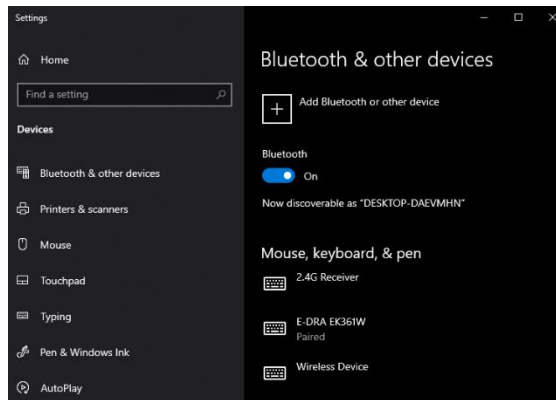 Settings
Home
Find a setting
Devices
Bluetooth & other devices
Printers & scanners
Mouse
Touchpad
Typing
Pen & Windows Ink
AutoPlay
Bluetooth & other devices
Add Bluetooth or other device
Bluetooth
On
Now discoverable as "DESKTOP-DAEVMHN"
Mouse, keyboard, & pen
2.4G Receiver
E-DRA EK361W
Paired
Wireless Device